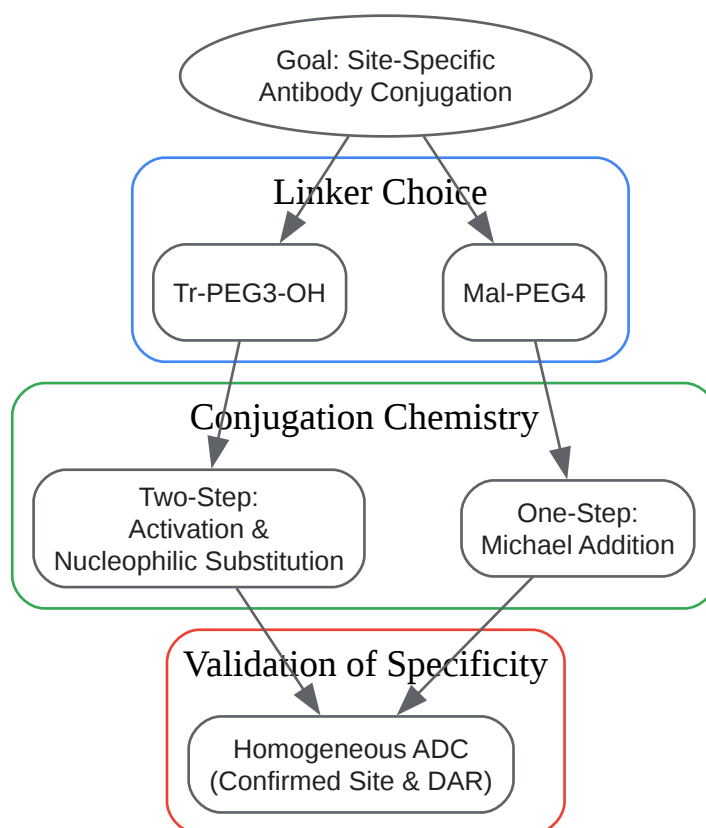 Goal: Site-Specific
Antibody Conjugation
Linker Choice
Tr-PEG3-OH
Mal-PEG4
Conjugation Chemistry
Two-Step:
Activation &
Nucleophilic Substitution
One-Step:
Michael Addition
Validation of Specificity
Homogeneous ADC
(Confirmed Site & DAR)